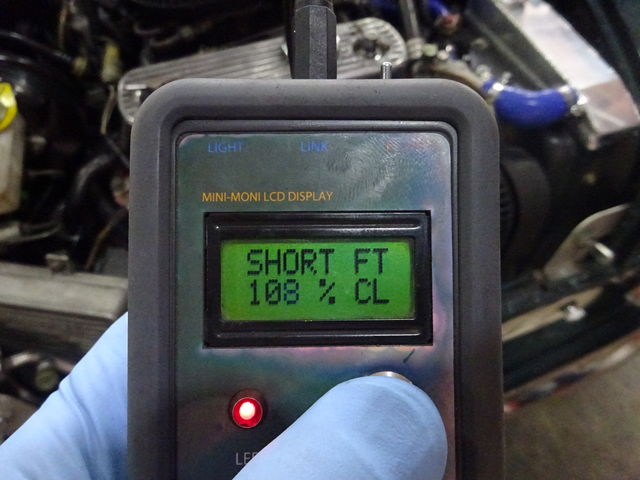 LIGHT LINK
MINI-MONI LCD DISPLAY
SHORT FT
108 % CL